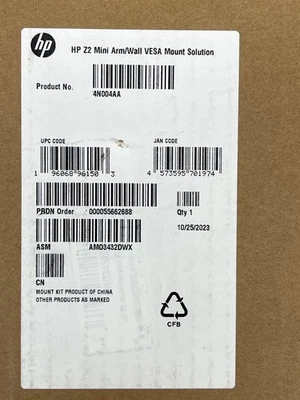 hp HP Z2 Mini Arm/Wall VESA Mount Solution
Product No. 4N004AA
UPC CODE JAN CODE
1 96068 96150 3 4 573595 701974
PRDN Order 000055662688 Qty 1
10/25/2023
ASM AMO3432DWX
CN
MOUNT KIT PRODUCT OF CHINA
OTHER PRODUCTS AS MARKED
CFB